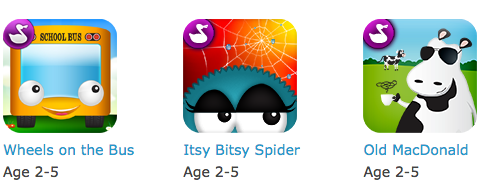 SCHOOL BUS
Wheels on the Bus
Itsy Bitsy Spider
Old MacDonald
Age 2-5
Age 2-5
Age 2-5